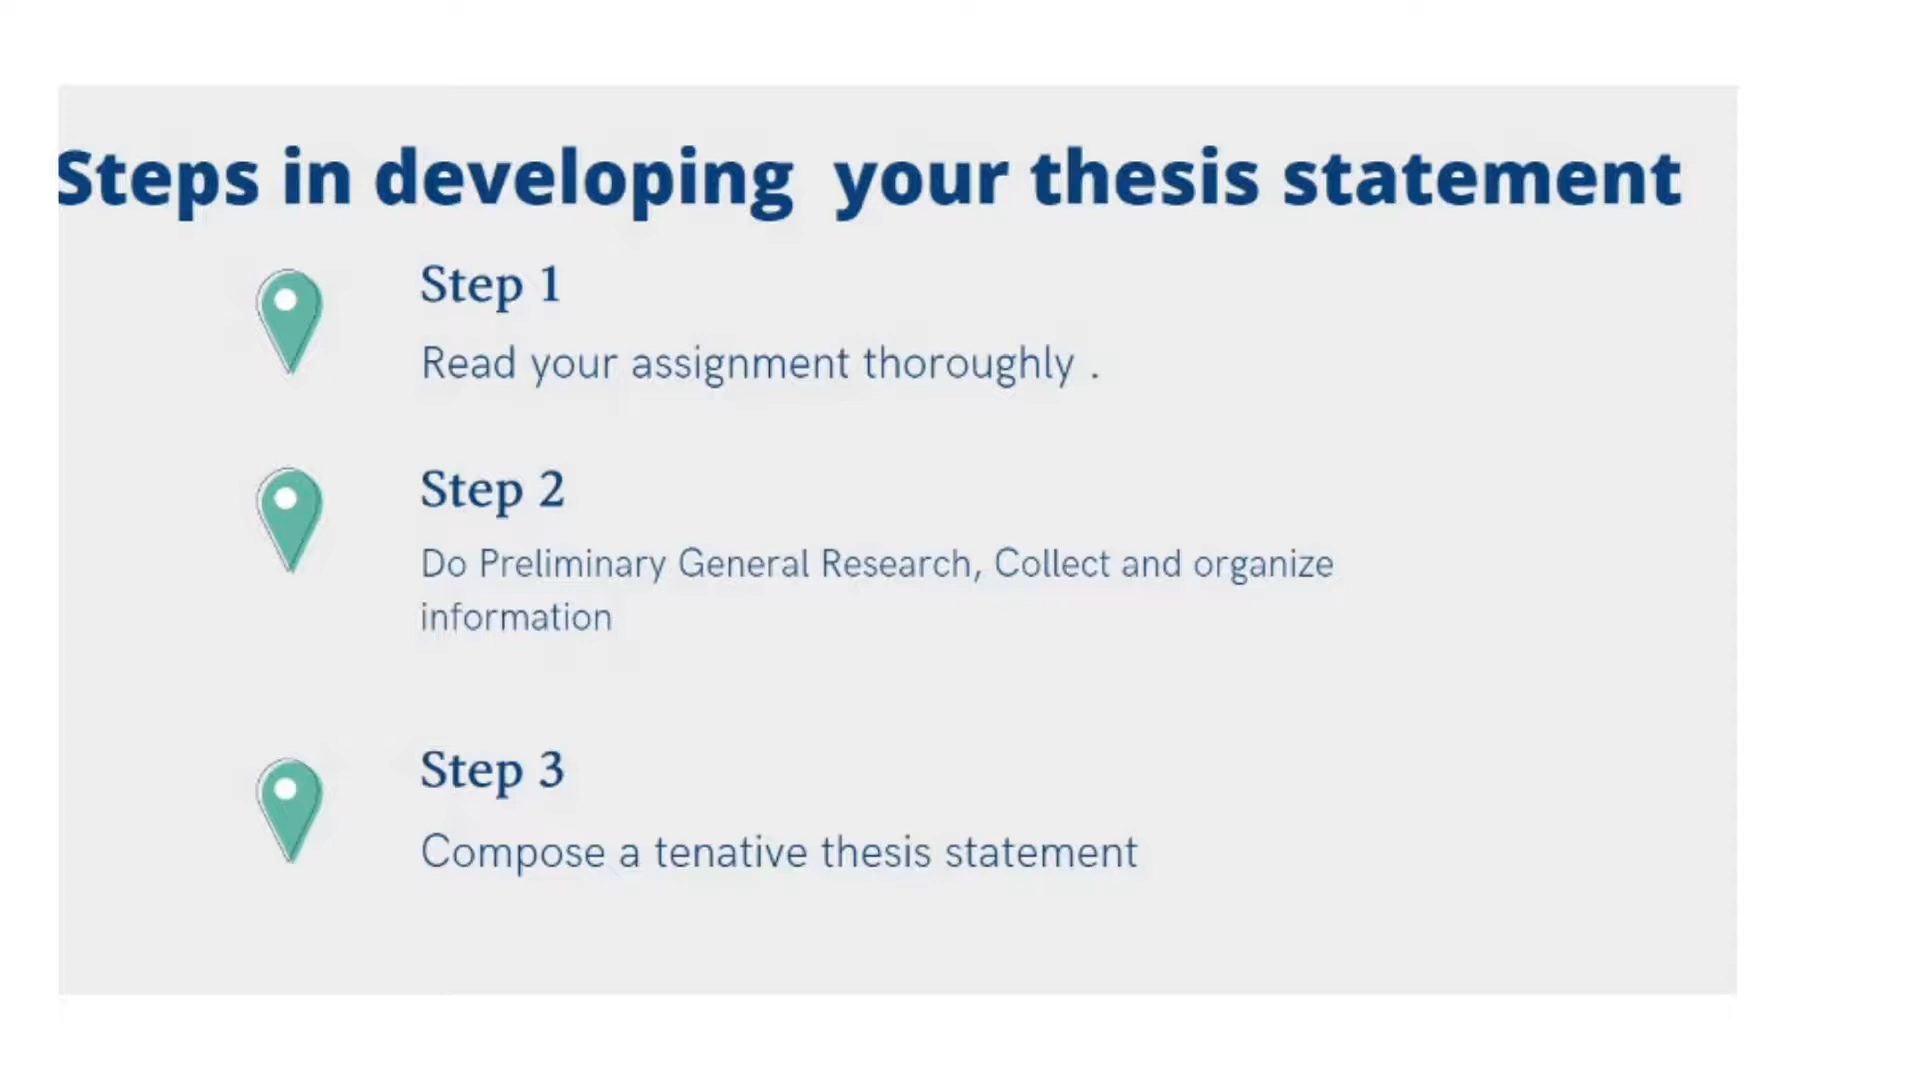 Steps in developing  your thesis statement
Step 1
Read your assignment thoroughly .
Step 2
Do Preliminary General Research, Collect and organize
information
Step 3
Compose a tenative thesis statement